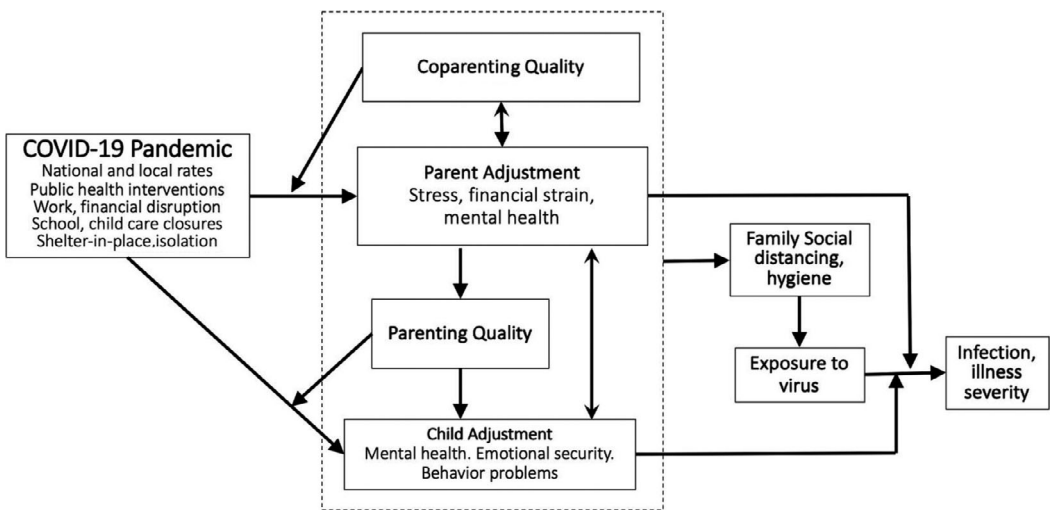 Coparenting Quality
COVID-19 Pandemic
National and local rates
Public health interventions
Work, financial disruption
School, child care closures
Shelter-in-place.isolation
Parent Adjustment
Stress, financial strain,
mental health
Family Social
distancing,
hygiene
Parenting Quality
Exposure to
virus
Infection,
illness
severity
Child Adjustment
Mental health. Emotional security.
Behavior problems